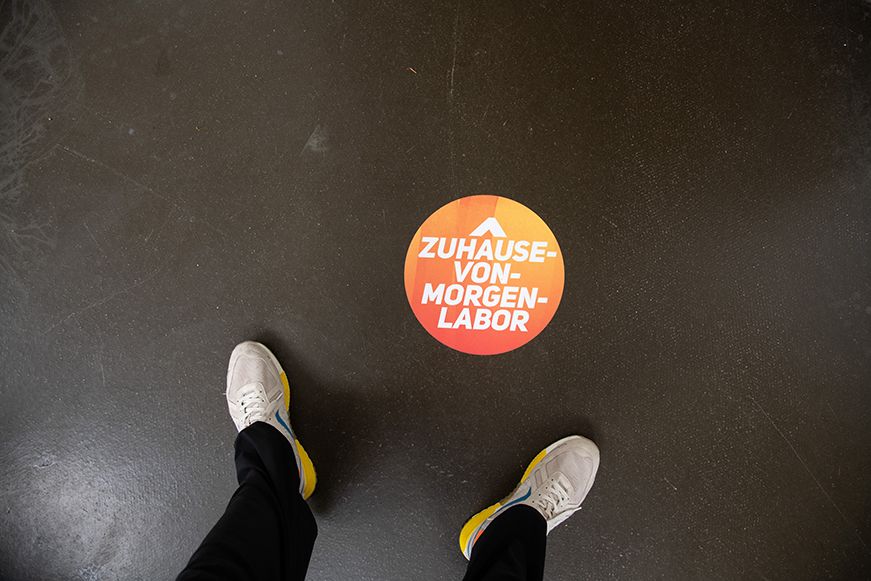 ZUHAUSE-
VON-
MORGEN-
LABOR